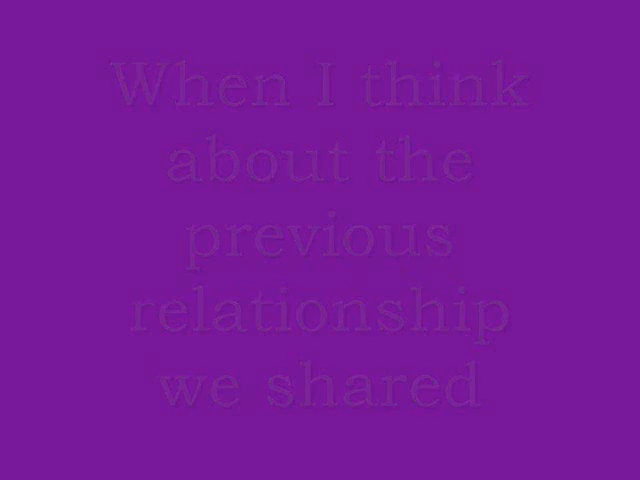 When I think
about the
previous
relationship
we shared